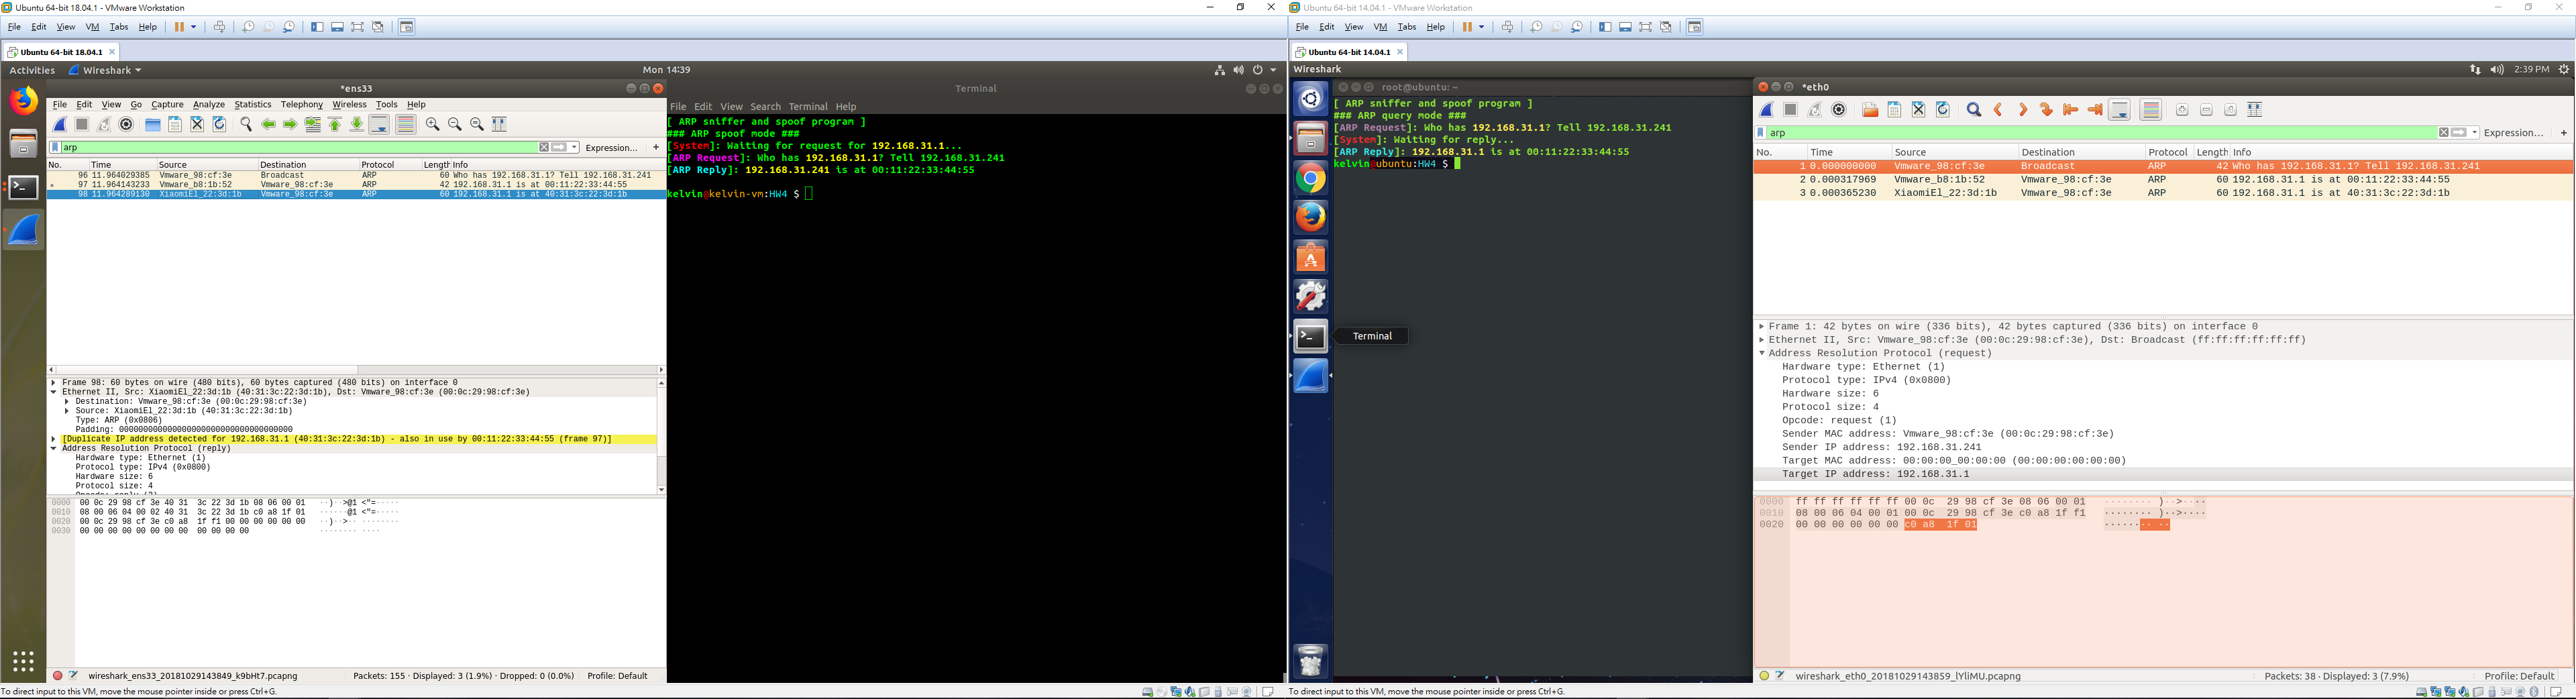 Ubuntu 64-bit 18.04.1 - VMware Workstation
File Edit View VM Tabs Help
Ubuntu 64-bit 18.04.1
Activities Wireshark Mon 14:39
*ens33
File Edit View Go Capture Analyze Statistics Telephony Wireless Tools Help
arp Expression… +
No. Time Source Destination Protocol Length Info
96 11.964029385 Vmware_98:cf:3e Broadcast ARP 60 Who has 192.168.31.1? Tell 192.168.31.241
97 11.964143233 Vmware_b8:1b:52 Vmware_98:cf:3e ARP 42 192.168.31.1 is at 00:11:22:33:44:55
98 11.964289130 XiaomiEl_22:3d:1b Vmware_98:cf:3e ARP 60 192.168.31.1 is at 40:31:3c:22:3d:1b
Frame 98: 60 bytes on wire (480 bits), 60 bytes captured (480 bits) on interface 0
Ethernet II, Src: XiaomiEl_22:3d:1b (40:31:3c:22:3d:1b), Dst: Vmware_98:cf:3e (00:0c:29:98:cf:3e)
Destination: Vmware_98:cf:3e (00:0c:29:98:cf:3e)
Source: XiaomiEl_22:3d:1b (40:31:3c:22:3d:1b)
Type: ARP (0x0806)
Padding: 000000000000000000000000000000000000
[Duplicate IP address detected for 192.168.31.1 (40:31:3c:22:3d:1b) - also in use by 00:11:22:33:44:55 (frame 97)]
Address Resolution Protocol (reply)
Hardware type: Ethernet (1)
Protocol type: IPv4 (0x0800)
Hardware size: 6
Protocol size: 4
0000 00 0c 29 98 cf 3e 40 31 3c 22 3d 1b 08 06 00 01 ··)··>@1 <"=·····
0010 08 00 06 04 00 02 40 31 3c 22 3d 1b c0 a8 1f 01 ······@1 <"=·····
0020 00 0c 29 98 cf 3e c0 a8 1f f1 00 00 00 00 00 00 ··)··>·· ········
0030 00 00 00 00 00 00 00 00 00 00 00 00 ········ ····
wireshark_ens33_20181029143849_k9bHt7.pcapng Packets: 155 · Displayed: 3 (1.9%) · Dropped: 0 (0.0%) Profile: Default
Terminal
File Edit View Search Terminal Help
[ ARP sniffer and spoof program ]
### ARP spoof mode ###
[System]: Waiting for request for 192.168.31.1...
[ARP Request]: Who has 192.168.31.1? Tell 192.168.31.241
[ARP Reply]: 192.168.31.241 is at 00:11:22:33:44:55
kelvin@kelvin-vm:HW4 $
To direct input to this VM, move the mouse pointer inside or press Ctrl+G.
Ubuntu 64-bit 14.04.1 - VMware Workstation
File Edit View VM Tabs Help
Ubuntu 64-bit 14.04.1
Wireshark 2:39 PM
root@ubuntu: ~
[ ARP sniffer and spoof program ]
### ARP query mode ###
[ARP Request]: Who has 192.168.31.1? Tell 192.168.31.241
[System]: Waiting for reply...
[ARP Reply]: 192.168.31.1 is at 00:11:22:33:44:55
kelvin@ubuntu:HW4 $
Terminal
*eth0
arp Expression… +
No. Time Source Destination Protocol Length Info
1 0.000000000 Vmware_98:cf:3e Broadcast ARP 42 Who has 192.168.31.1? Tell 192.168.31.241
2 0.000317969 Vmware_b8:1b:52 Vmware_98:cf:3e ARP 60 192.168.31.1 is at 00:11:22:33:44:55
3 0.000365230 XiaomiEl_22:3d:1b Vmware_98:cf:3e ARP 60 192.168.31.1 is at 40:31:3c:22:3d:1b
Frame 1: 42 bytes on wire (336 bits), 42 bytes captured (336 bits) on interface 0
Ethernet II, Src: Vmware_98:cf:3e (00:0c:29:98:cf:3e), Dst: Broadcast (ff:ff:ff:ff:ff:ff)
Address Resolution Protocol (request)
Hardware type: Ethernet (1)
Protocol type: IPv4 (0x0800)
Hardware size: 6
Protocol size: 4
Opcode: request (1)
Sender MAC address: Vmware_98:cf:3e (00:0c:29:98:cf:3e)
Sender IP address: 192.168.31.241
Target MAC address: 00:00:00_00:00:00 (00:00:00:00:00:00)
Target IP address: 192.168.31.1
0000 ff ff ff ff ff ff 00 0c 29 98 cf 3e 08 06 00 01 ········ )··>····
0010 08 00 06 04 00 01 00 0c 29 98 cf 3e c0 a8 1f f1 ········ )··>····
0020 00 00 00 00 00 00 c0 a8 1f 01 ········ ··
wireshark_eth0_20181029143859_lYliMU.pcapng Packets: 38 · Displayed: 3 (7.9%) Profile: Default
To direct input to this VM, move the mouse pointer inside or press Ctrl+G.